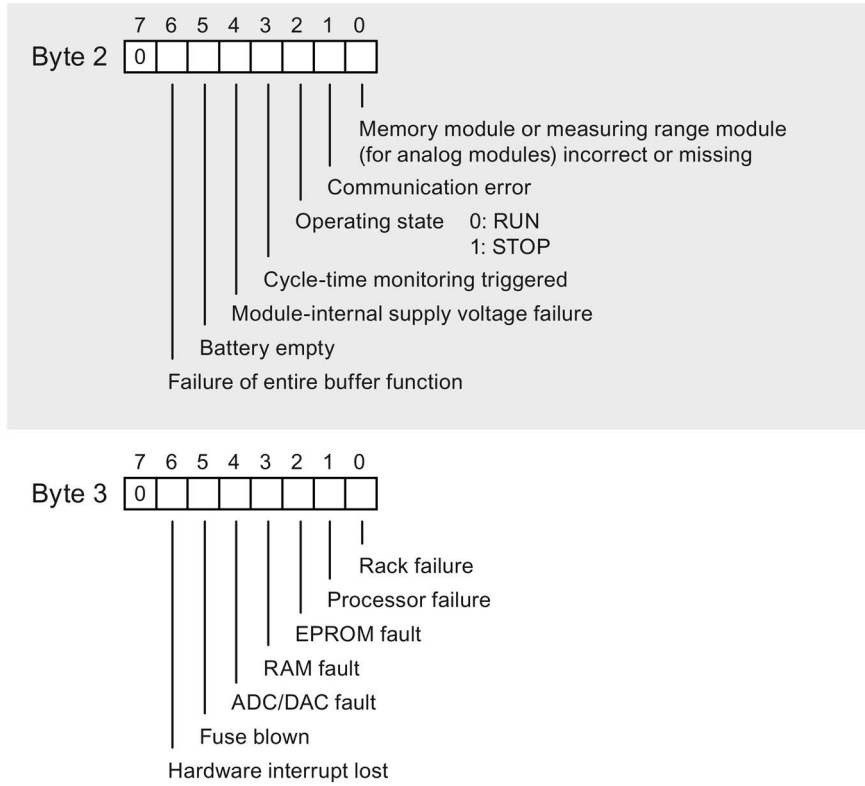 7 6 5 4 3 2 1 0
Byte 2 0
Memory module or measuring range module
(for analog modules) incorrect or missing
Communication error
Operating state 0: RUN
1: STOP
Cycle-time monitoring triggered
Module-internal supply voltage failure
Battery empty
Failure of entire buffer function
7 6 5 4 3 2 1 0
Byte 3 0
Rack failure
Processor failure
EPROM fault
RAM fault
ADC/DAC fault
Fuse blown
Hardware interrupt lost